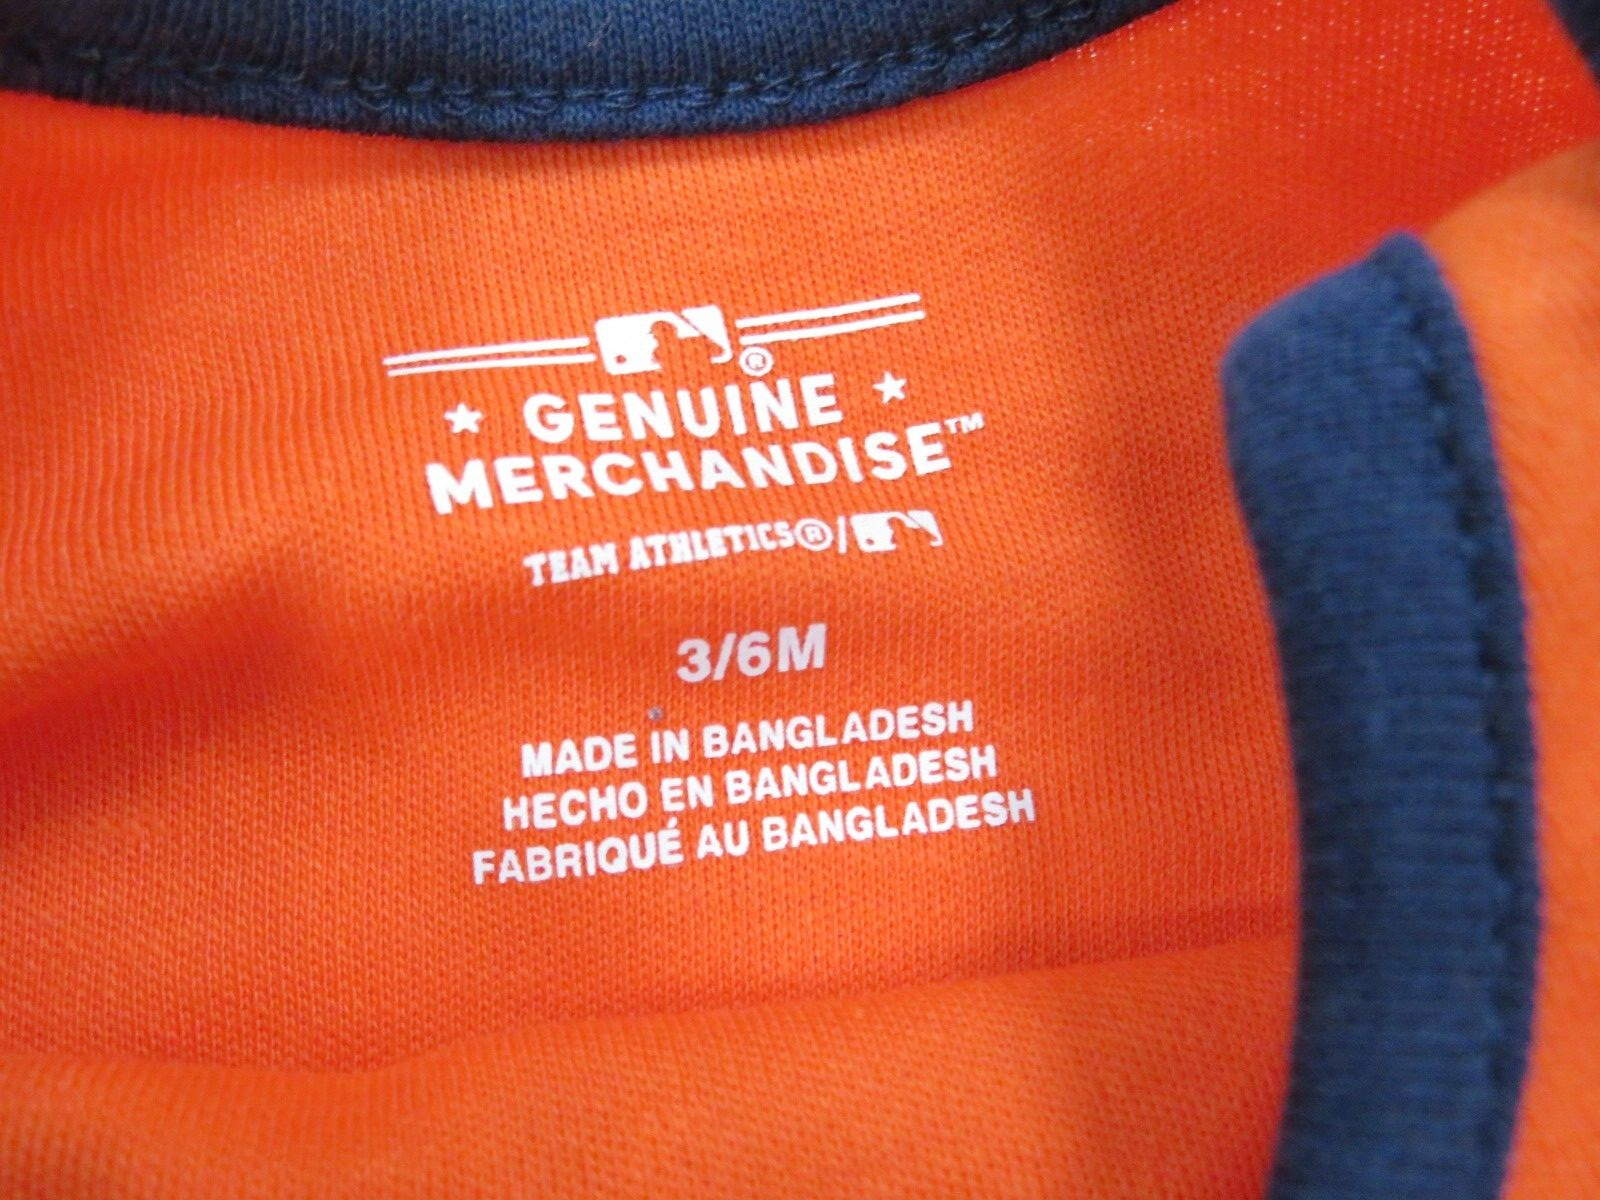 GENUINE
MERCHANDISE™
TEAM ATHLETICS®/
3/6M
MADE IN BANGLADESH
HECHO EN BANGLADESH
FABRIQUÉ AU BANGLADESH